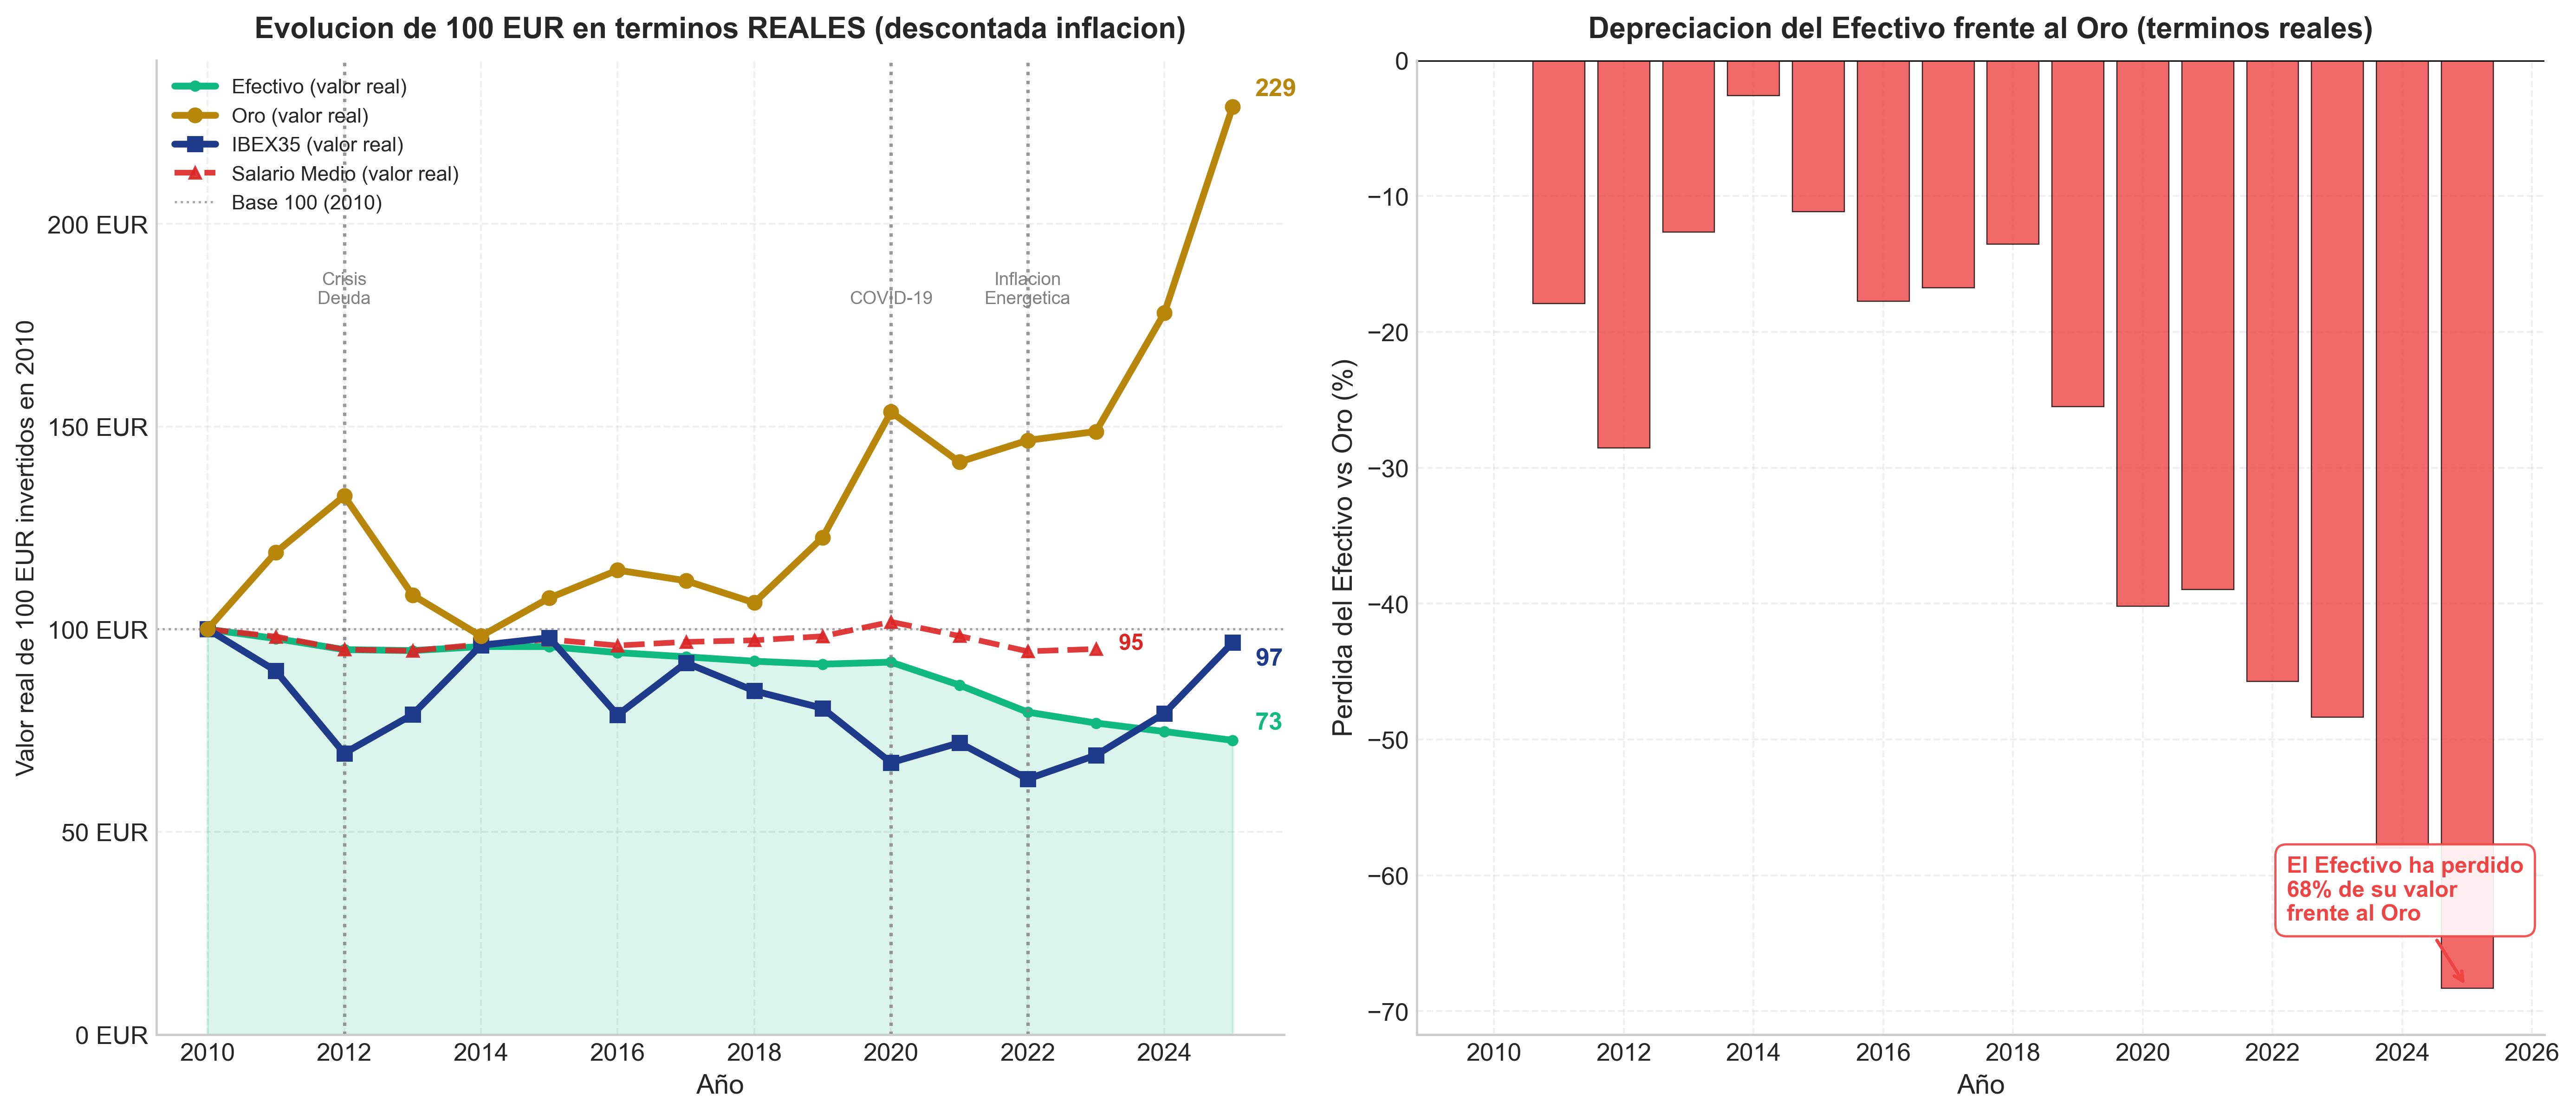 Evolucion de 100 EUR en terminos REALES (descontada inflacion)
Efectivo (valor real)
Oro (valor real)
IBEX35 (valor real)
Salario Medio (valor real)
Base 100 (2010)
Valor real de 100 EUR invertidos en 2010
200 EUR
150 EUR
100 EUR
50 EUR
0 EUR
Crisis
Deuda
COVID-19
Inflacion
Energetica
229
95
97
73
2010
2012
2014
2016
2018
2020
2022
2024
Año
Depreciacion del Efectivo frente al Oro (terminos reales)
Perdida del Efectivo vs Oro (%)
0
−10
−20
−30
−40
−50
−60
−70
El Efectivo ha perdido
68% de su valor
frente al Oro
2010
2012
2014
2016
2018
2020
2022
2024
2026
Año